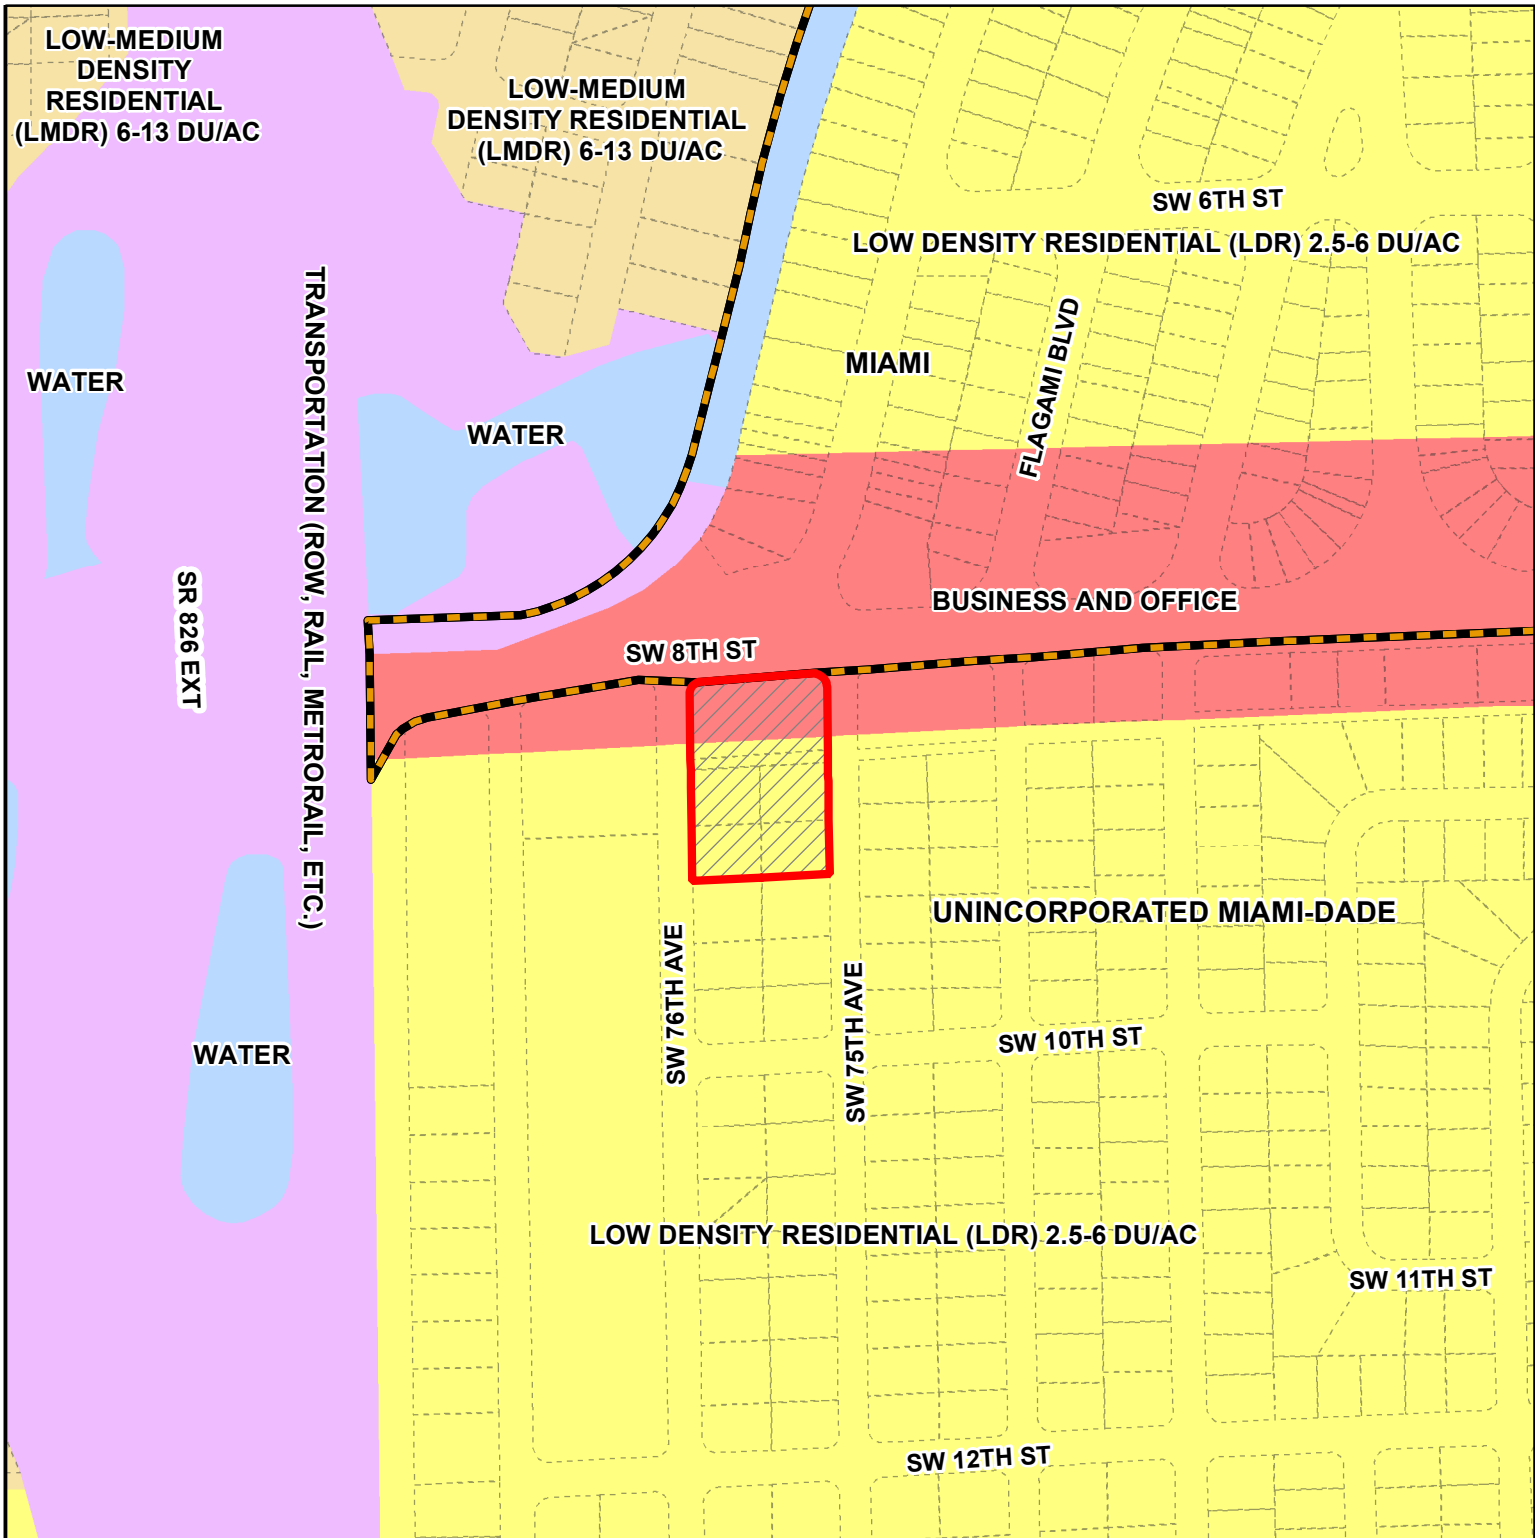 LOW-MEDIUM
DENSITY
RESIDENTIAL
(LMDR) 6-13 DU/AC
LOW-MEDIUM
DENSITY RESIDENTIAL
(LMDR) 6-13 DU/AC
SW 6TH ST
LOW DENSITY RESIDENTIAL (LDR) 2.5-6 DU/AC
MIAMI
FLAGAMI BLVD
WATER
WATER
TRANSPORTATION (ROW, RAIL, METRORAIL, ETC.)
SR 826 EXT
BUSINESS AND OFFICE
SW 8TH ST
UNINCORPORATED MIAMI-DADE
SW 76TH AVE
SW 75TH AVE
SW 10TH ST
WATER
LOW DENSITY RESIDENTIAL (LDR) 2.5-6 DU/AC
SW 11TH ST
SW 12TH ST